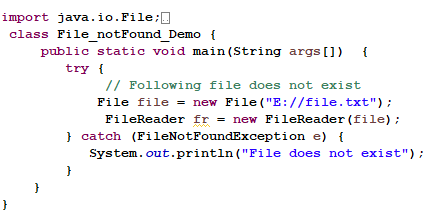 import java.io.File;
class File_notFound_Demo {
public static void main(String args[])  {
try {
// Following file does not exist
File file = new File("E://file.txt");
FileReader fr = new FileReader(file);
} catch (FileNotFoundException e) {
System.out.println("File does not exist");
}
}
}